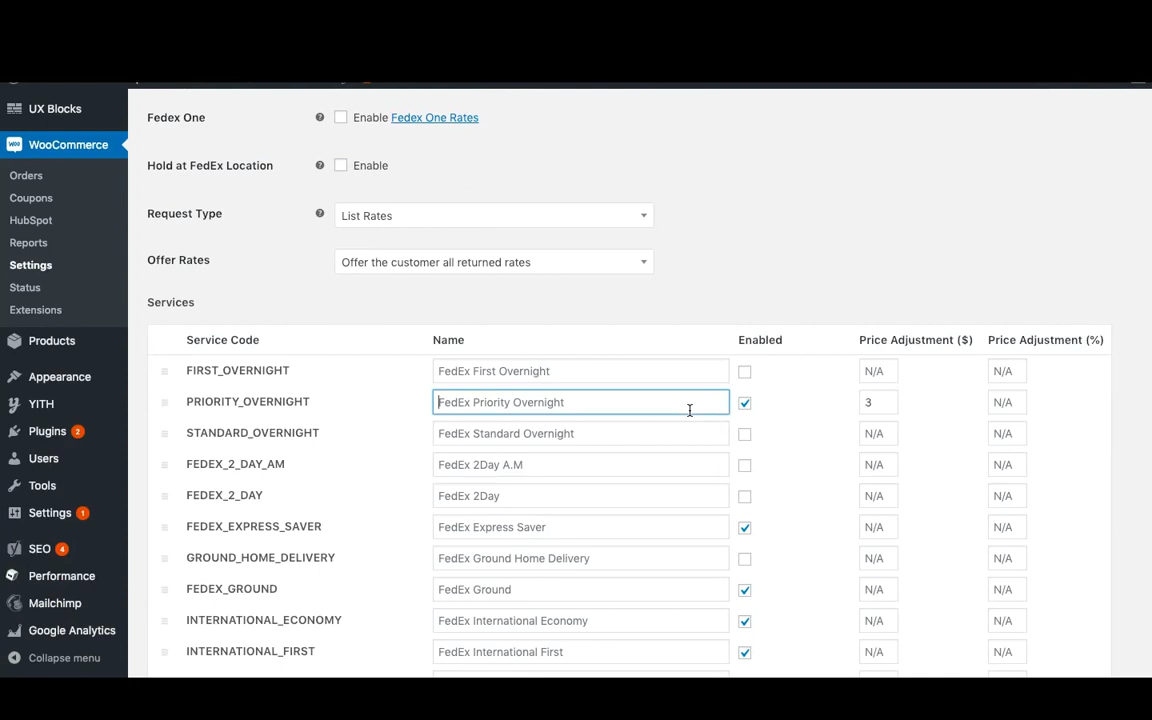 UX Blocks
WooCommerce
Orders
Coupons
HubSpot
Reports
Settings
Status
Extensions
Products
Appearance
YITH
Plugins 2
Users
Tools
Settings 1
SEO 4
Performance
Mailchimp
Google Analytics
Collapse menu
Fedex One ? Enable Fedex One Rates
Hold at FedEx Location ? Enable
Request Type ? List Rates
Offer Rates Offer the customer all returned rates
Services
Service Code Name Enabled Price Adjustment ($) Price Adjustment (%)
FIRST_OVERNIGHT FedEx First Overnight N/A N/A
PRIORITY_OVERNIGHT FedEx Priority Overnight 3 N/A
STANDARD_OVERNIGHT FedEx Standard Overnight N/A N/A
FEDEX_2_DAY_AM FedEx 2Day A.M N/A N/A
FEDEX_2_DAY FedEx 2Day N/A N/A
FEDEX_EXPRESS_SAVER FedEx Express Saver N/A N/A
GROUND_HOME_DELIVERY FedEx Ground Home Delivery N/A N/A
FEDEX_GROUND FedEx Ground N/A N/A
INTERNATIONAL_ECONOMY FedEx International Economy N/A N/A
INTERNATIONAL_FIRST FedEx International First N/A N/A